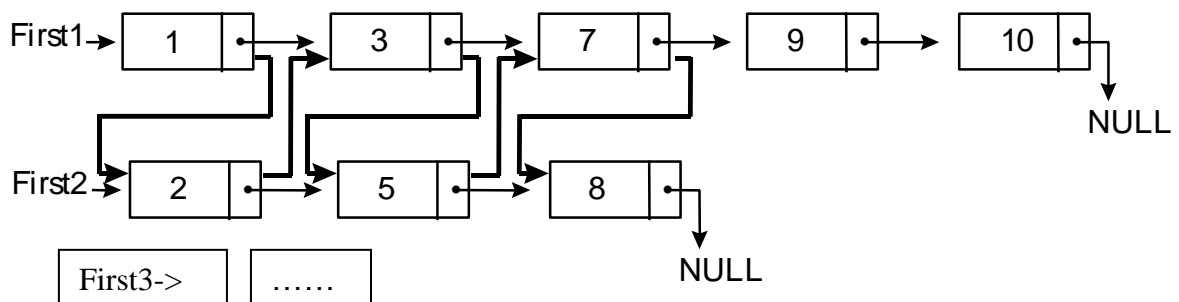 First1 1 3 7 9 10
NULL
First2 2 5 8
NULL
First3-> ......